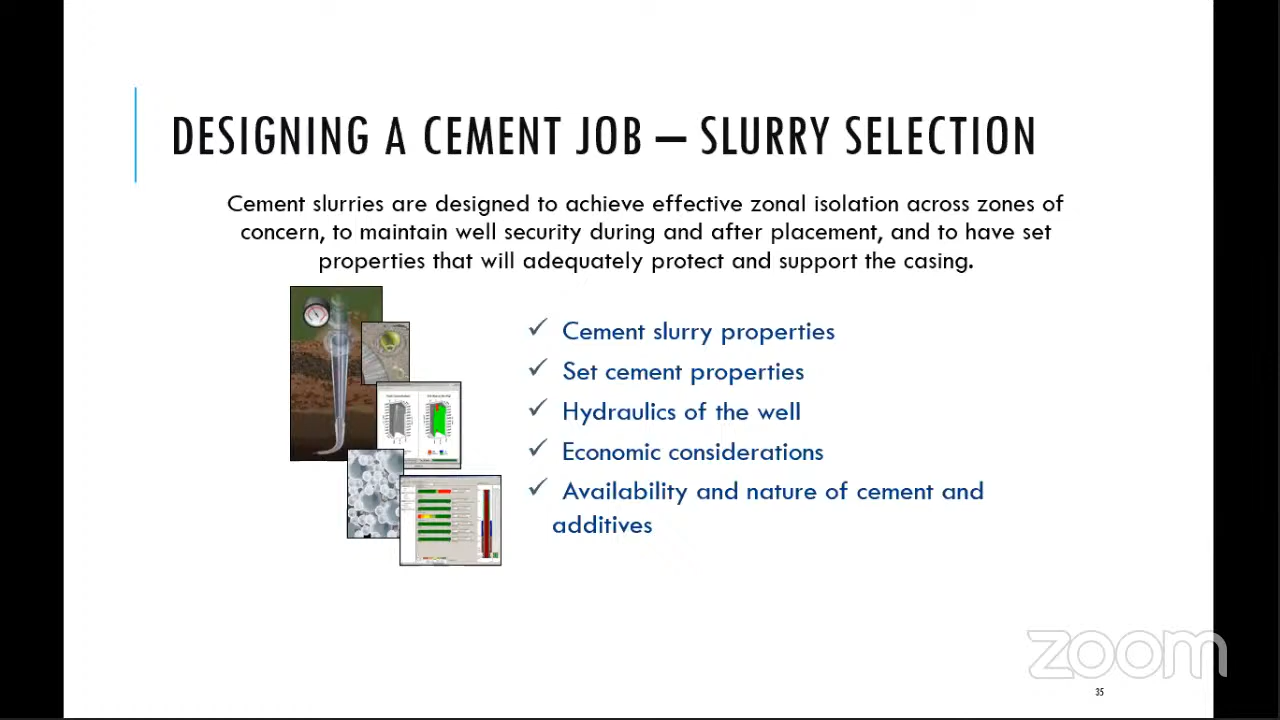 DESIGNING A CEMENT JOB – SLURRY SELECTION
Cement slurries are designed to achieve effective zonal isolation across zones of
concern, to maintain well security during and after placement, and to have set
properties that will adequately protect and support the casing.
✓ Cement slurry properties
✓ Set cement properties
✓ Hydraulics of the well
✓ Economic considerations
✓ Availability and nature of cement and
additives
zoom
35